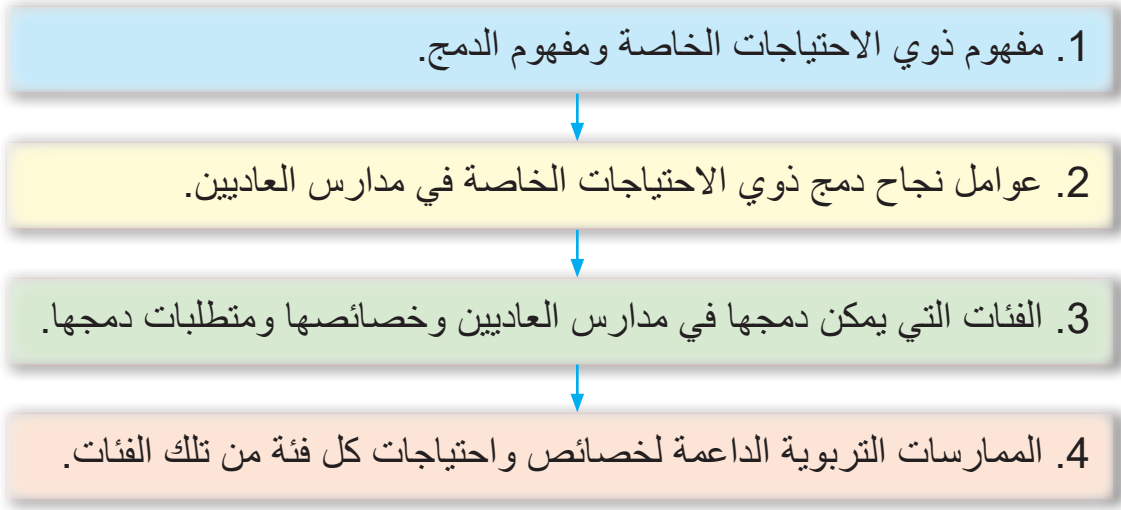 1. مفهوم ذوي الاحتياجات الخاصة ومفهوم الدمج.
2. عوامل نجاح دمج ذوي الاحتياجات الخاصة في مدارس العاديين.
3. الفئات التي يمكن دمجها في مدارس العاديين وخصائصها ومتطلبات دمجها.
4. الممارسات التربوية الداعمة لخصائص واحتياجات كل فئة من تلك الفئات.